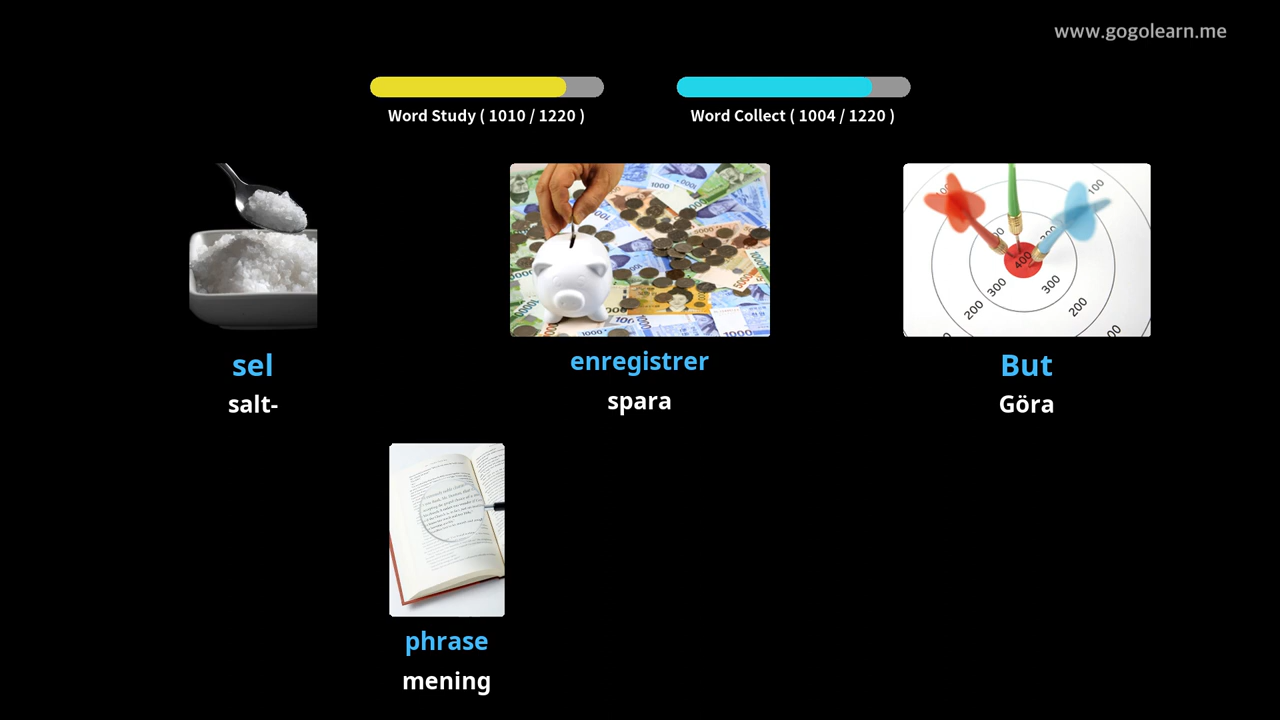 www.gogolearn.me
Word Study ( 1010 / 1220 )
Word Collect ( 1004 / 1220 )
sel
salt-
enregistrer
spara
But
Göra
phrase
mening